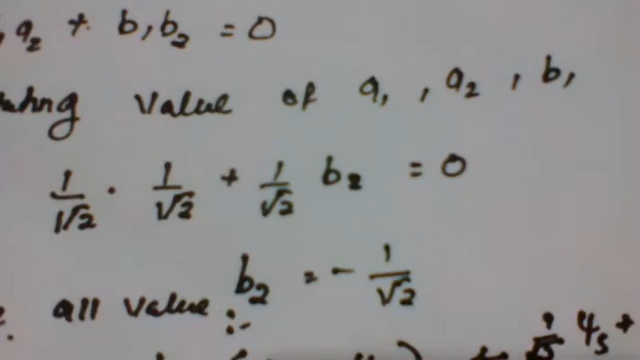 a₂ + b₁b₂ = 0
value of a₁, a₂, b₁
1/√2 · 1/√2 + 1/√2 b₂ = 0
b₂ = - 1/√2
all value :-
ψₛ +